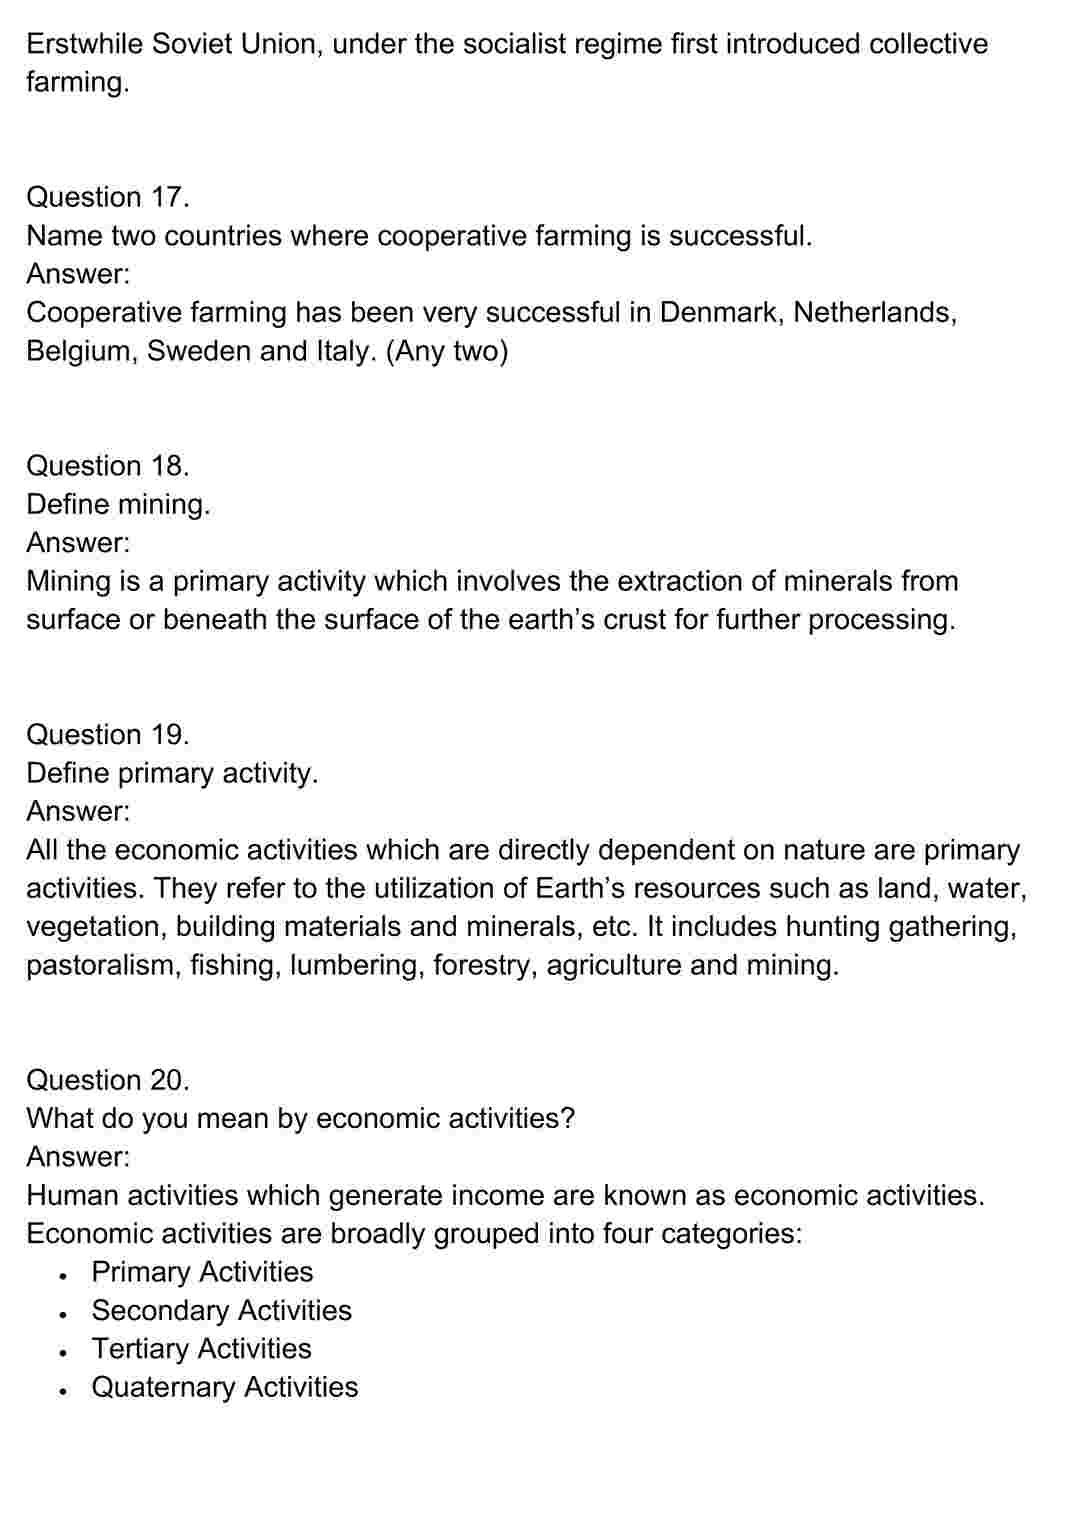 Erstwhile Soviet Union, under the socialist regime first introduced collective
farming.
Question 17.
Name two countries where cooperative farming is successful.
Answer:
Cooperative farming has been very successful in Denmark, Netherlands,
Belgium, Sweden and Italy. (Any two)
Question 18.
Define mining.
Answer:
Mining is a primary activity which involves the extraction of minerals from
surface or beneath the surface of the earth’s crust for further processing.
Question 19.
Define primary activity.
Answer:
All the economic activities which are directly dependent on nature are primary
activities. They refer to the utilization of Earth’s resources such as land, water,
vegetation, building materials and minerals, etc. It includes hunting gathering,
pastoralism, fishing, lumbering, forestry, agriculture and mining.
Question 20.
What do you mean by economic activities?
Answer:
Human activities which generate income are known as economic activities.
Economic activities are broadly grouped into four categories:
• Primary Activities
• Secondary Activities
• Tertiary Activities
• Quaternary Activities